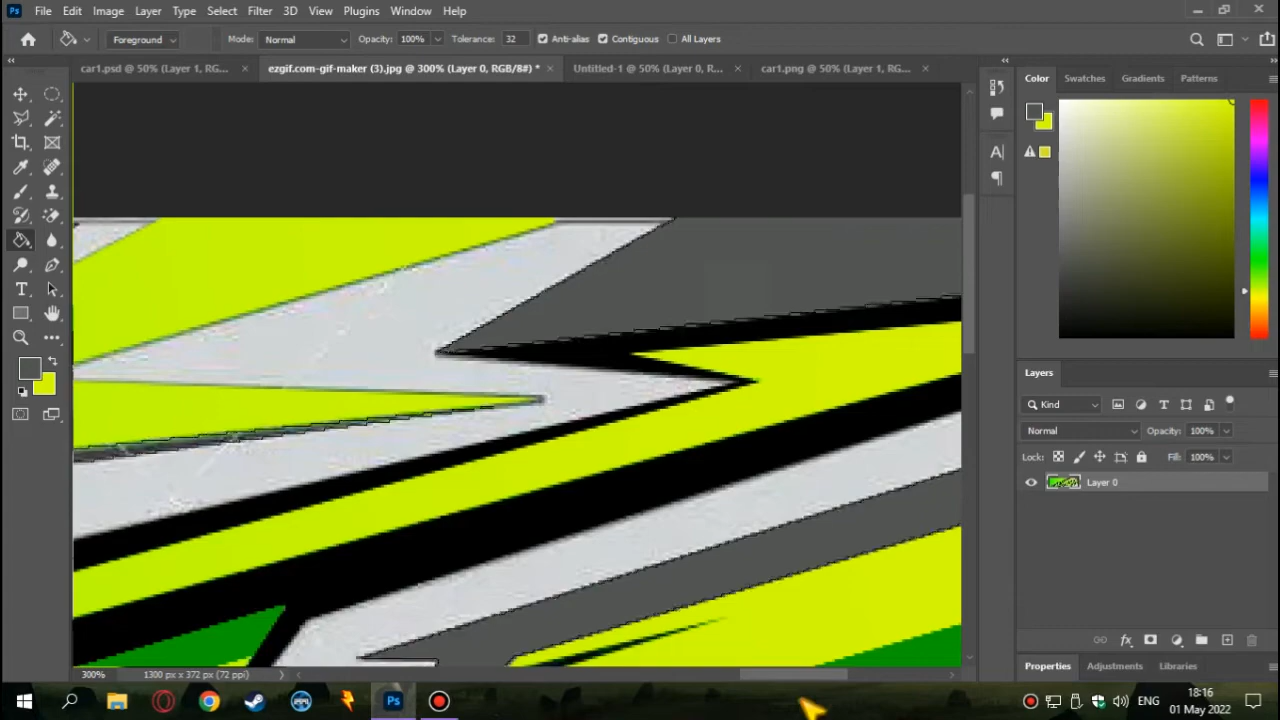 Ps File Edit Image Layer Type Select Filter 3D View Plugins Window Help
Foreground Mode: Normal Opacity: 100% Tolerance: 32 Anti-alias Contiguous All Layers
car1.psd @ 50% (Layer 1, RG... × ezgif.com-gif-maker (3).jpg @ 300% (Layer 0, RGB/8#) * × Untitled-1 @ 50% (Layer 0, R... × car1.png @ 50% (Layer 1, RG... ×
Color Swatches Gradients Patterns
Layers
Kind
Normal Opacity: 100%
Lock: Fill: 100%
Layer 0
Properties Adjustments Libraries
300% 1300 px x 372 px (72 ppi)
Ps ENG 18:16
01 May 2022